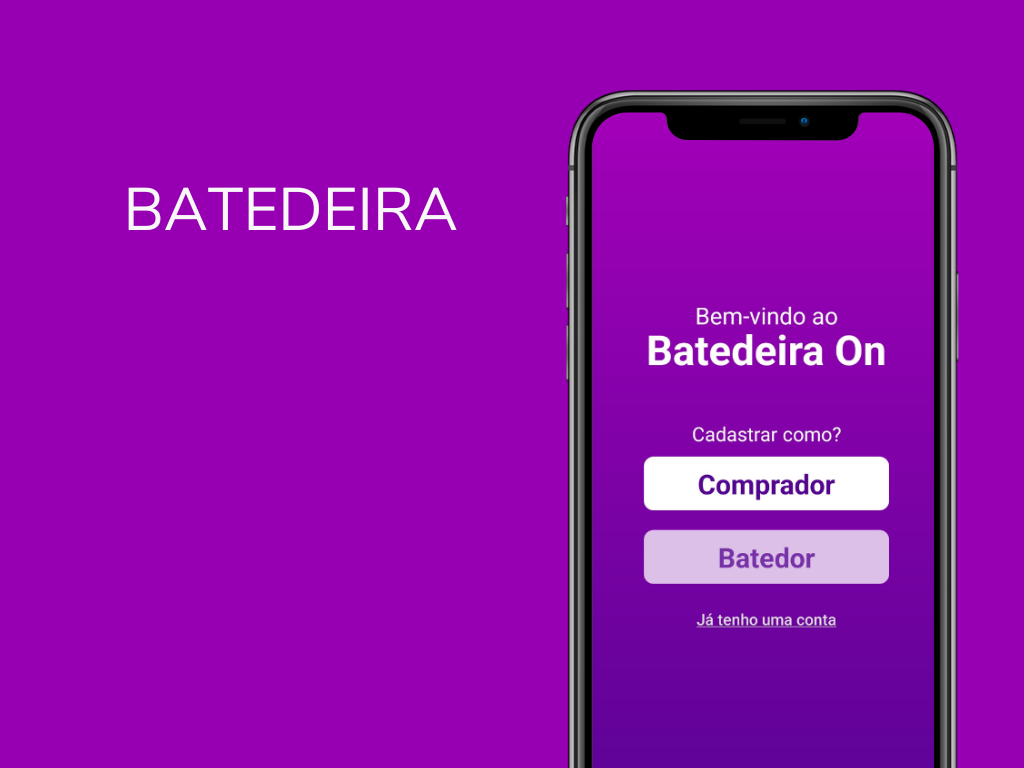 BATEDEIRA
Bem-vindo ao
Batedeira On
Cadastrar como?
Comprador
Batedor
Já tenho uma conta